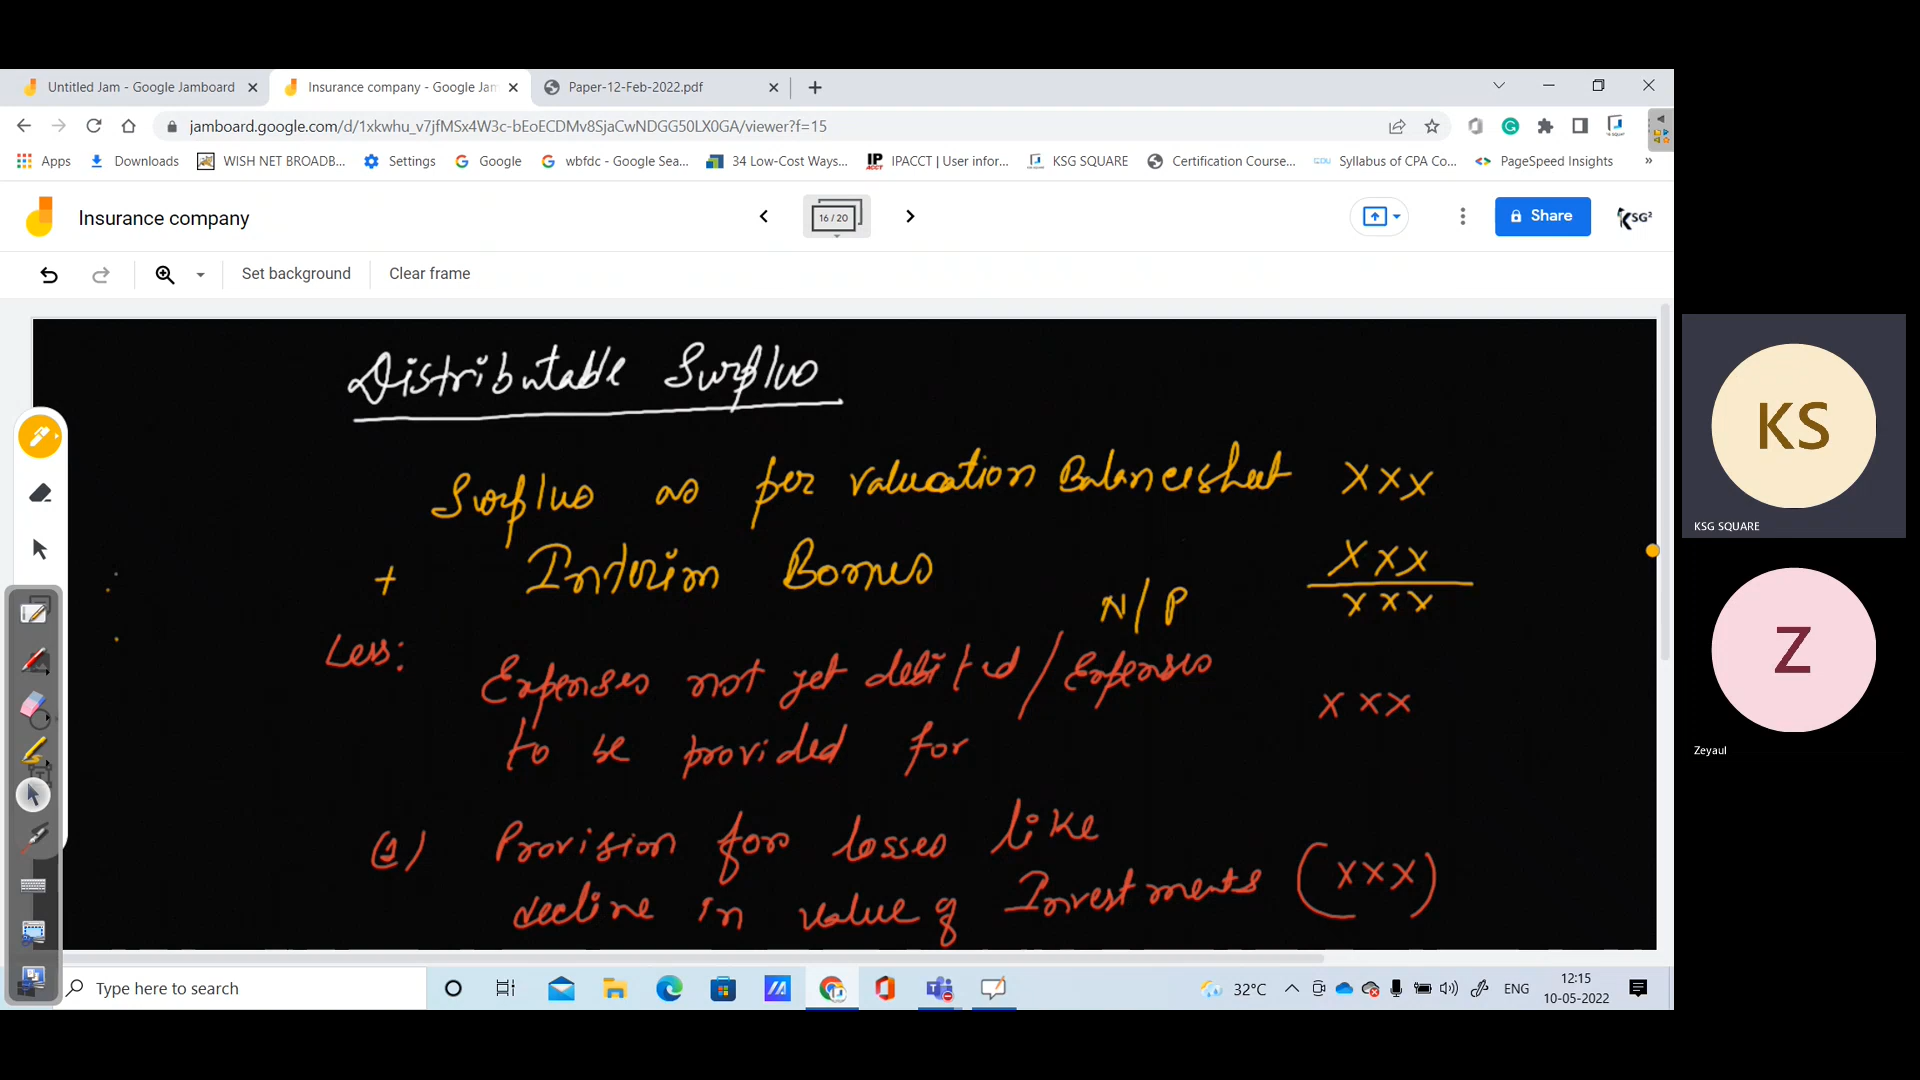 Untitled Jam - Google Jamboard
Insurance company - Google Jam
Paper-12-Feb-2022.pdf
jamboard.google.com/d/1xkwhu_v7jfMSx4W3c-bEoECDMv8SjaCwNDGG50LX0GA/viewer?f=15
Apps Downloads WISH NET BROADB... Settings Google wbfdc - Google Sea... 34 Low-Cost Ways... IPACCT | User infor... KSG SQUARE Certification Course... Syllabus of CPA Co... PageSpeed Insights »
Insurance company
16 / 20
Share
KSG²
Set background Clear frame
Distributable Surplus
Surplus as per valuation Balancesheet XXX
+ Interim Bonus XXX
XXX
N/P
Less: Expenses not yet debited / Expenses
to be provided for XXX
(a) Provision for losses like
decline in value of Investments (XXX)
KS
KSG SQUARE
Z
Zeyaul
Type here to search
32°C
ENG
12:15
10-05-2022